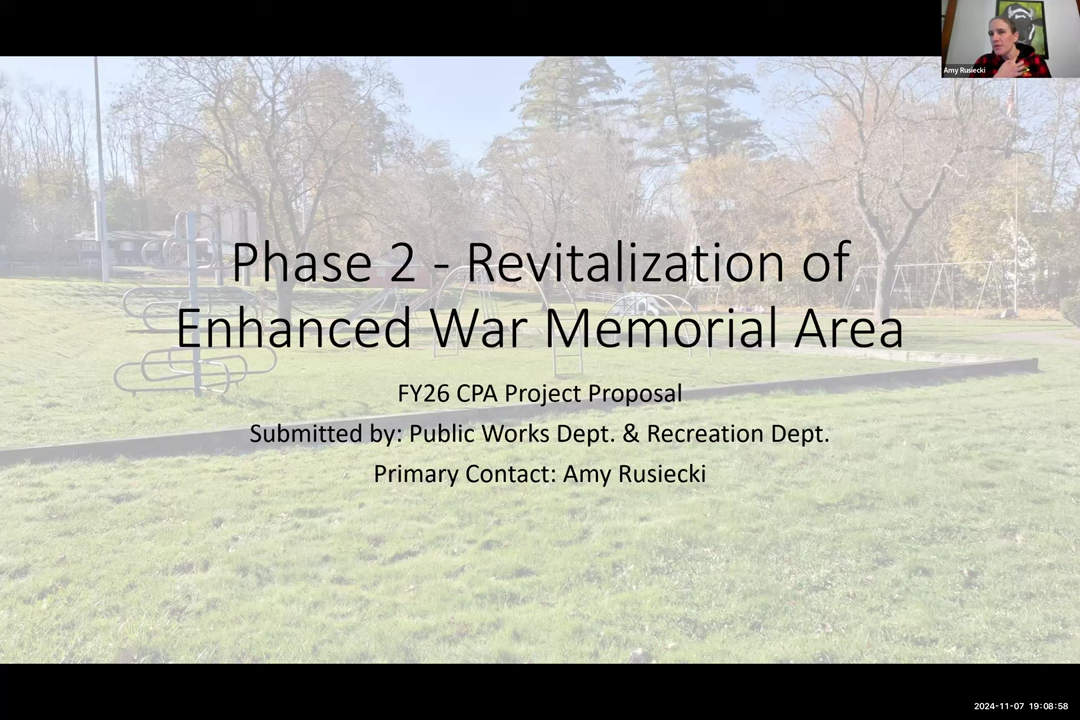 Amy Rusiecki
Phase 2 - Revitalization of
Enhanced War Memorial Area
FY26 CPA Project Proposal
Submitted by: Public Works Dept. & Recreation Dept.
Primary Contact: Amy Rusiecki
2024-11-07 19:08:58